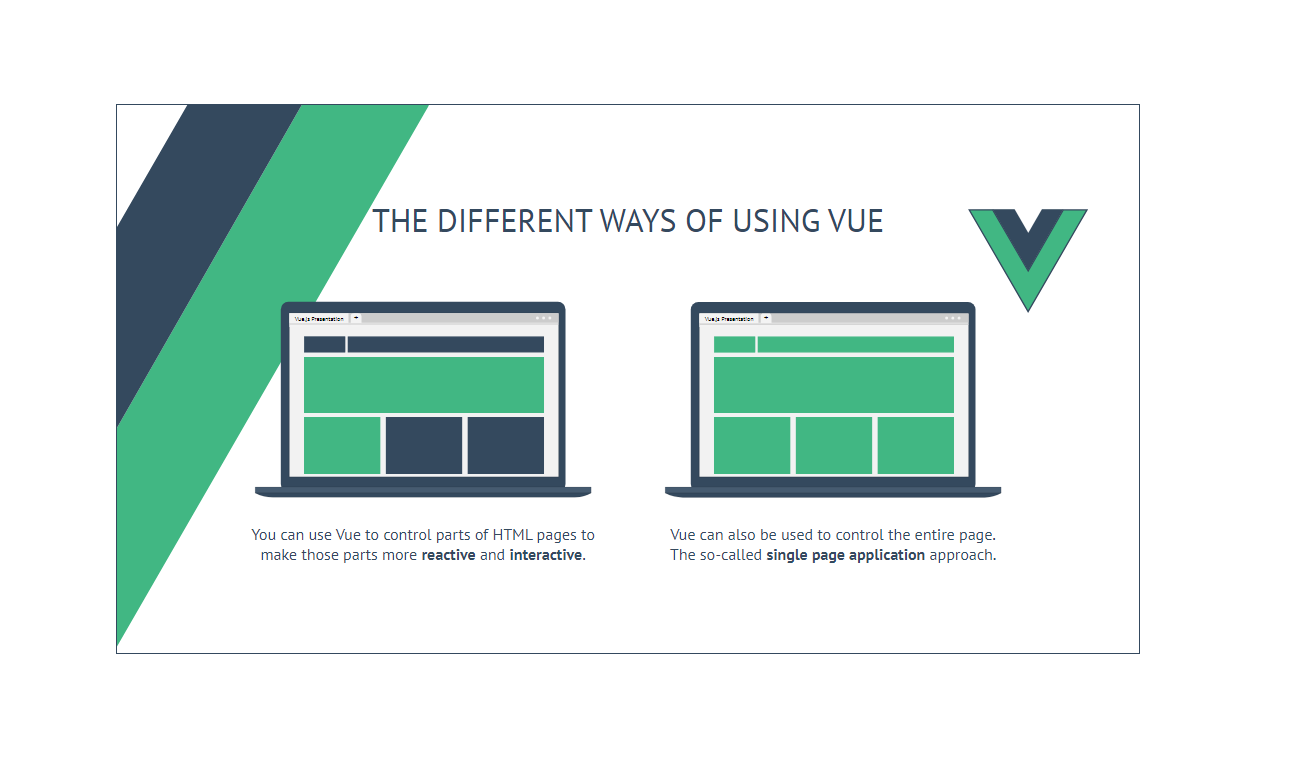 THE DIFFERENT WAYS OF USING VUE
Vue.js Presentation +
Vue.js Presentation +
You can use Vue to control parts of HTML pages to
make those parts more reactive and interactive.
Vue can also be used to control the entire page.
The so-called single page application approach.